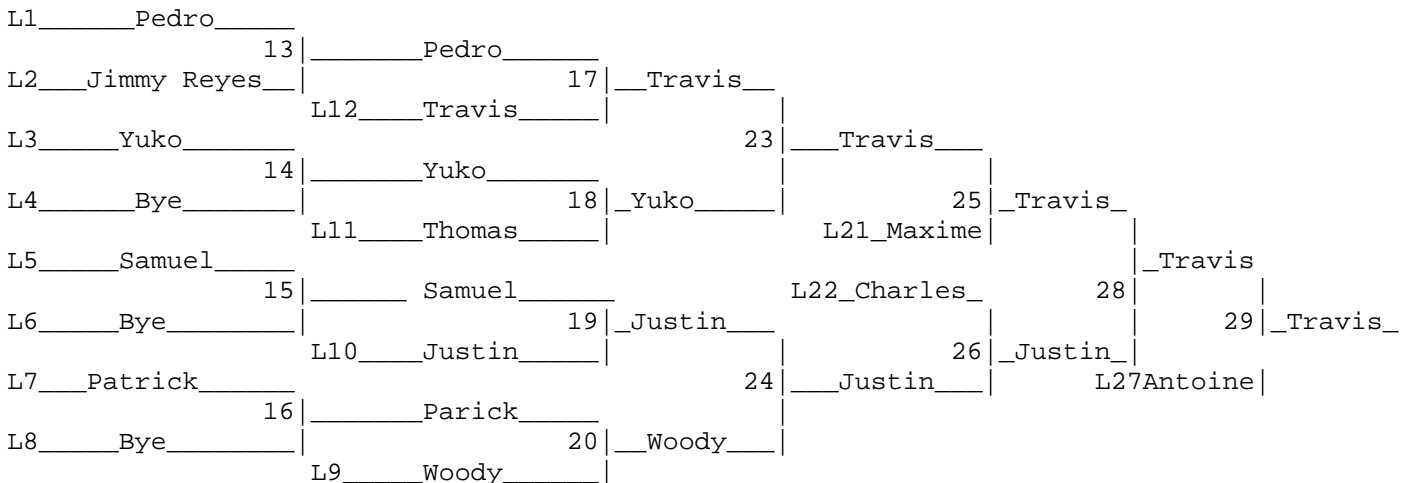 L1______Pedro_____
                13|_______Pedro______
L2___Jimmy Reyes__|                17|__Travis__
                   L12____Travis_____|          |
L3_____Yuko_______                            23|___Travis___
                14|_______Yuko_______           |            |
L4______Bye_______|                18|_Yuko_____|          25|_Travis_
                   L11____Thomas_____|             L21_Maxime|        |
L5_____Samuel_____                                                    |_Travis
                15|______ Samuel______           L22_Charles_       28|       |
L6_____Bye________|                19|_Justin___             |        |     29|_Travis_
                   L10____Justin_____|          |          26|_Justin_|
L7___Patrick______                            24|___Justin___|      L27Antoine|
                16|_______Parick_____           |
L8_____Bye________|                20|__Woody___|
                   L9_____Woody______|